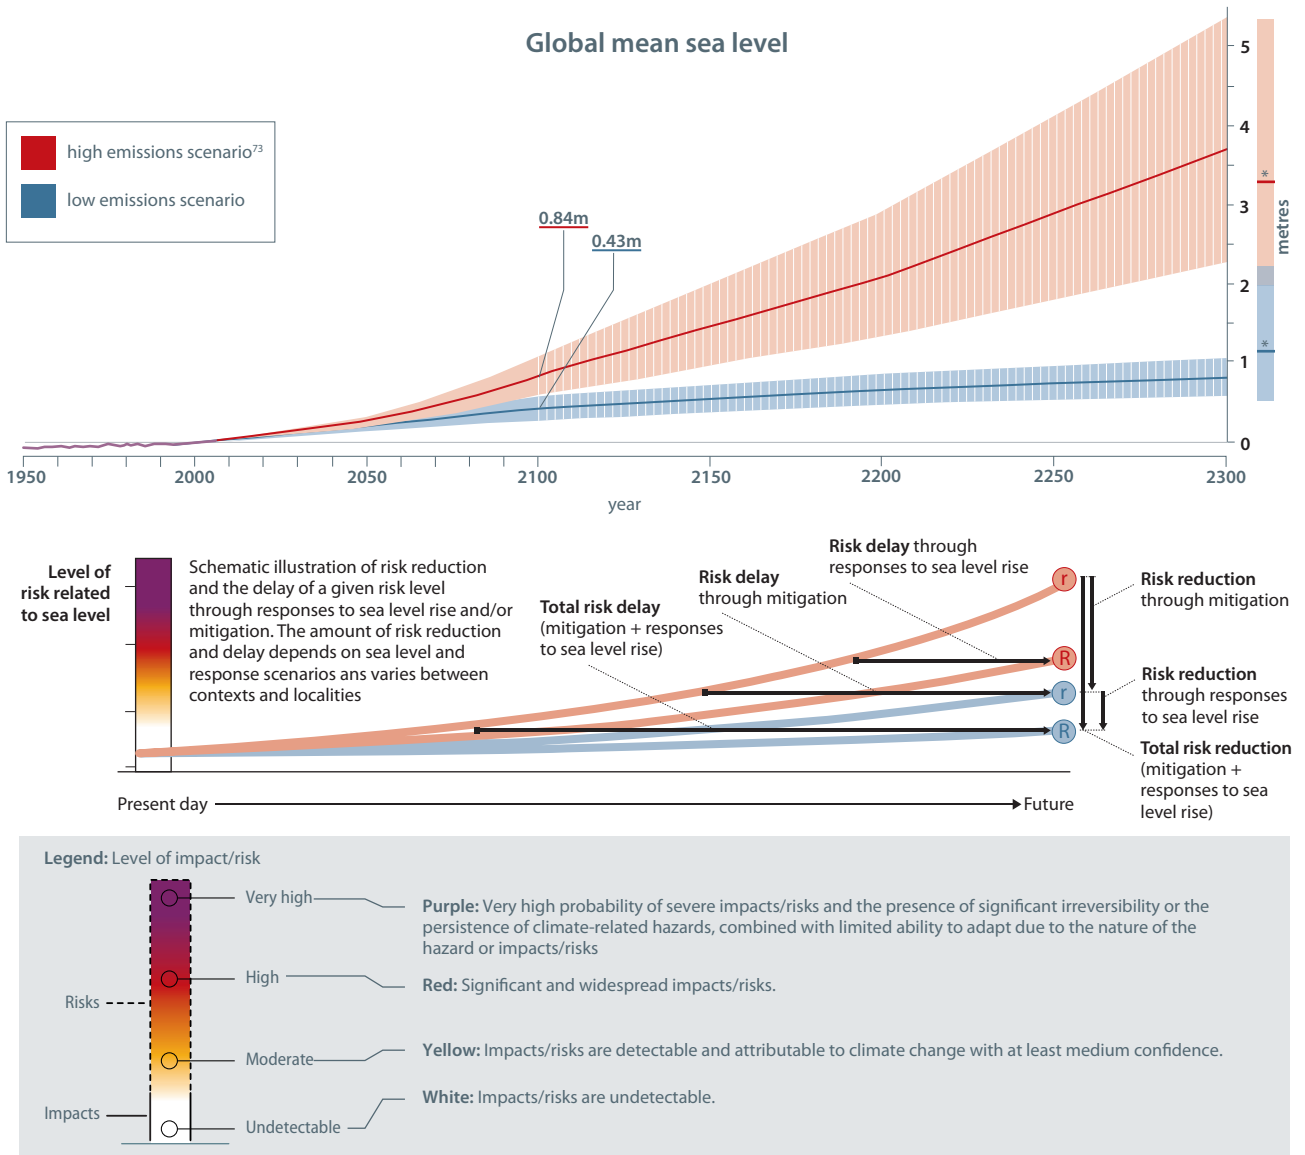 Global mean sea level
high emissions scenario73
low emissions scenario
0.84m
0.43m
5
4
3
2
1
0
metres
*
*
1950
2000
2050
2100
2150
2200
2250
2300
year
Level of
risk related
to sea level
Schematic illustration of risk reduction
and the delay of a given risk level
through responses to sea level rise and/or
mitigation. The amount of risk reduction
and delay depends on sea level and
response scenarios ans varies between
contexts and localities
Total risk delay
(mitigation + responses
to sea level rise)
Risk delay
through mitigation
Risk delay through
responses to sea level rise
r
R
r
R
Risk reduction
through mitigation
Risk reduction
through responses
to sea level rise
Total risk reduction
(mitigation +
responses to sea
level rise)
Present day
Future
Legend: Level of impact/risk
Risks
Impacts
Very high
High
Moderate
Undetectable
Purple: Very high probability of severe impacts/risks and the presence of significant irreversibility or the
persistence of climate-related hazards, combined with limited ability to adapt due to the nature of the
hazard or impacts/risks
Red: Significant and widespread impacts/risks.
Yellow: Impacts/risks are detectable and attributable to climate change with at least medium confidence.
White: Impacts/risks are undetectable.